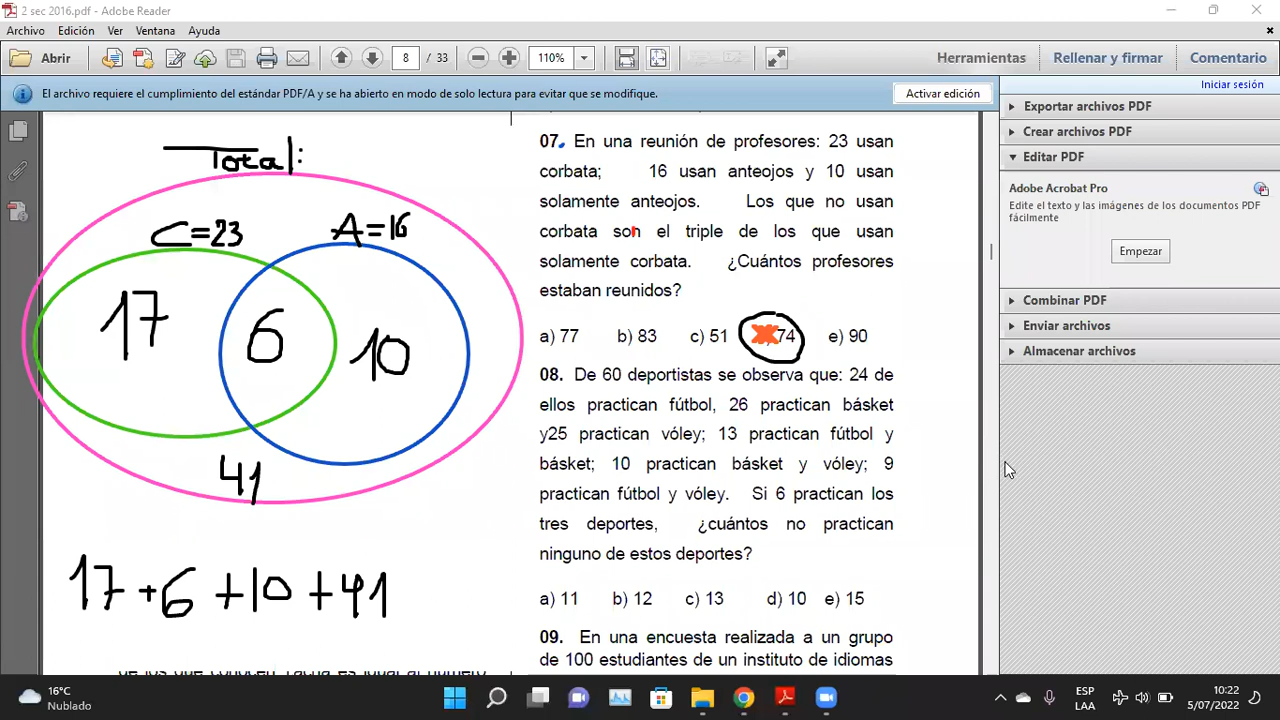 2 sec 2016.pdf - Adobe Reader
Archivo Edición Ver Ventana Ayuda
Abrir 8 / 33 110% Herramientas Rellenar y firmar Comentario
El archivo requiere el cumplimiento del estándar PDF/A y se ha abierto en modo de solo lectura para evitar que se modifique. Activar edición
Iniciar sesión
Exportar archivos PDF
Crear archivos PDF
Editar PDF
Adobe Acrobat Pro
Edite el texto y las imágenes de los documentos PDF
fácilmente
Empezar
Combinar PDF
Enviar archivos
Almacenar archivos
Total:
C=23 A=16
17 6 10
41
17+6+10+41
07. En una reunión de profesores: 23 usan
corbata; 16 usan anteojos y 10 usan
solamente anteojos. Los que no usan
corbata son el triple de los que usan
solamente corbata. ¿Cuántos profesores
estaban reunidos?
a) 77 b) 83 c) 51 74 e) 90
08. De 60 deportistas se observa que: 24 de
ellos practican fútbol, 26 practican básket
y25 practican vóley; 13 practican fútbol y
básket; 10 practican básket y vóley; 9
practican fútbol y vóley. Si 6 practican los
tres deportes, ¿cuántos no practican
ninguno de estos deportes?
a) 11 b) 12 c) 13 d) 10 e) 15
09. En una encuesta realizada a un grupo
de 100 estudiantes de un instituto de idiomas
16°C
Nublado
ESP
LAA
10:22
5/07/2022